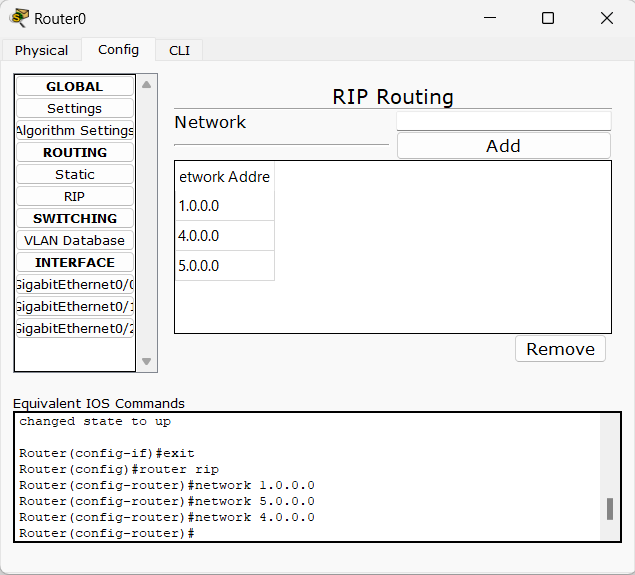 Router0
Physical
Config
CLI
GLOBAL
Settings
Algorithm Settings
ROUTING
Static
RIP
SWITCHING
VLAN Database
INTERFACE
GigabitEthernet0/0
GigabitEthernet0/1
GigabitEthernet0/2
RIP Routing
Network
Add
etwork Addre
1.0.0.0
4.0.0.0
5.0.0.0
Remove
Equivalent IOS Commands
changed state to up
Router(config-if)#exit
Router(config)#router rip
Router(config-router)#network 1.0.0.0
Router(config-router)#network 5.0.0.0
Router(config-router)#network 4.0.0.0
Router(config-router)#